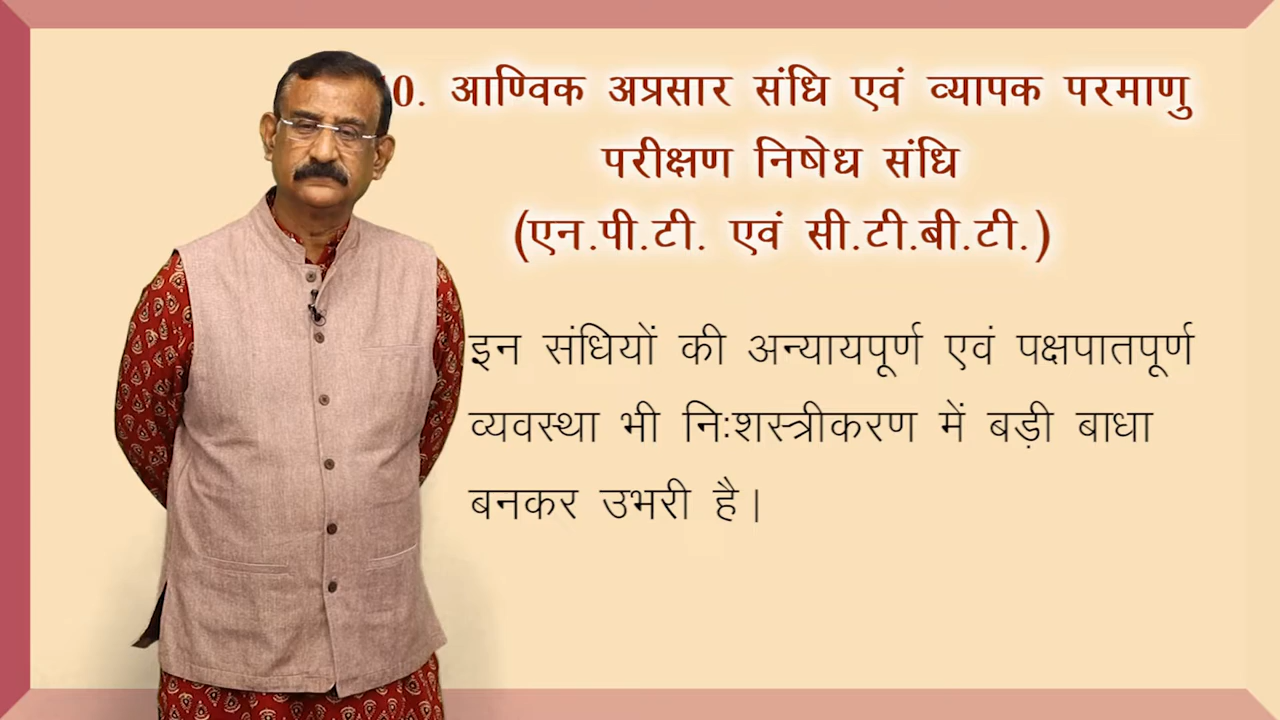 0. आण्विक अप्रसार संधि एवं व्यापक परमाणु
परीक्षण निषेध संधि
(एन.पी.टी. एवं सी.टी.बी.टी.)
इन संधियों की अन्यायपूर्ण एवं पक्षपातपूर्ण
व्यवस्था भी निःशस्त्रीकरण में बड़ी बाधा
बनकर उभरी है।